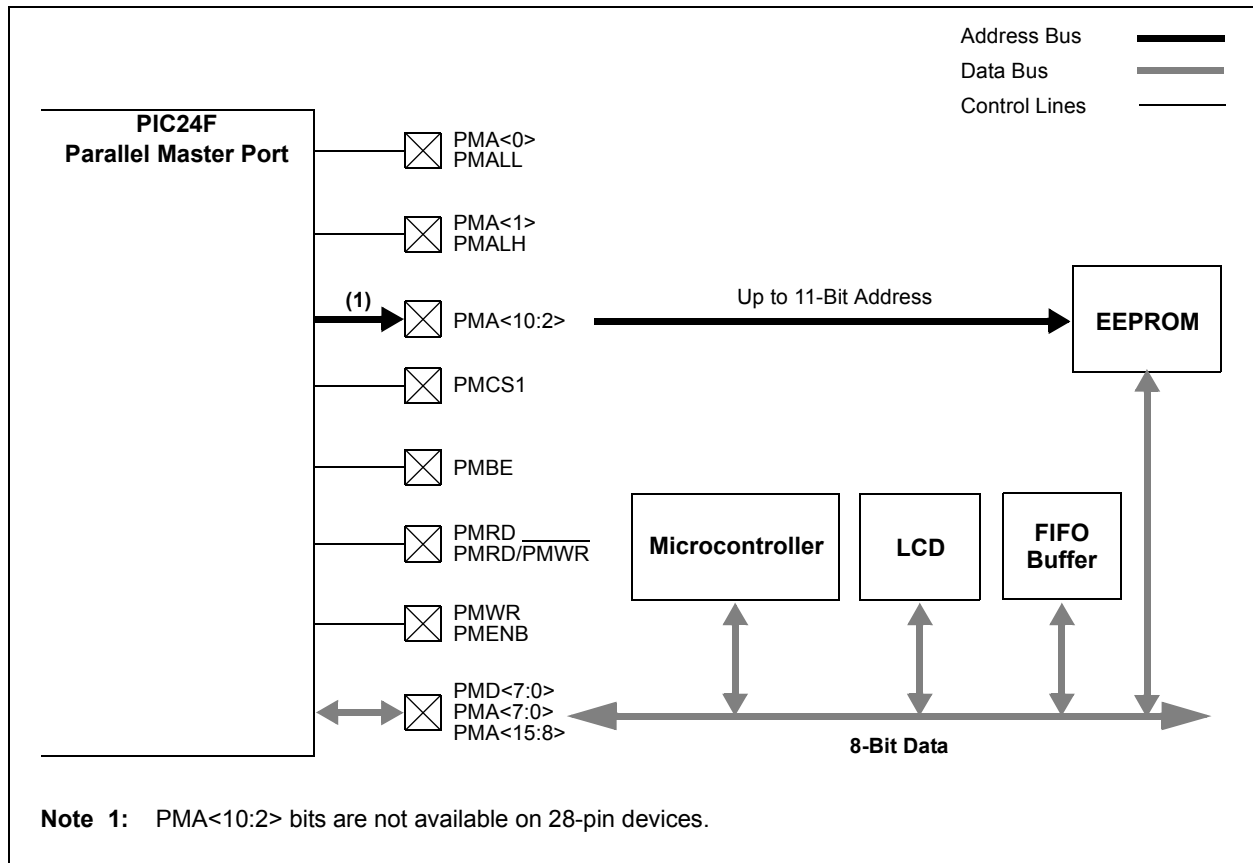 Address Bus
Data Bus
Control Lines
PIC24F
Parallel Master Port
PMA<0>
PMALL
PMA<1>
PMALH
(1)
PMA<10:2>
Up to 11-Bit Address
EEPROM
PMCS1
PMBE
PMRD
PMRD/P̅M̅W̅R̅
Microcontroller
LCD
FIFO
Buffer
PMWR
PMENB
PMD<7:0>
PMA<7:0>
PMA<15:8>
8-Bit Data
Note 1: PMA<10:2> bits are not available on 28-pin devices.